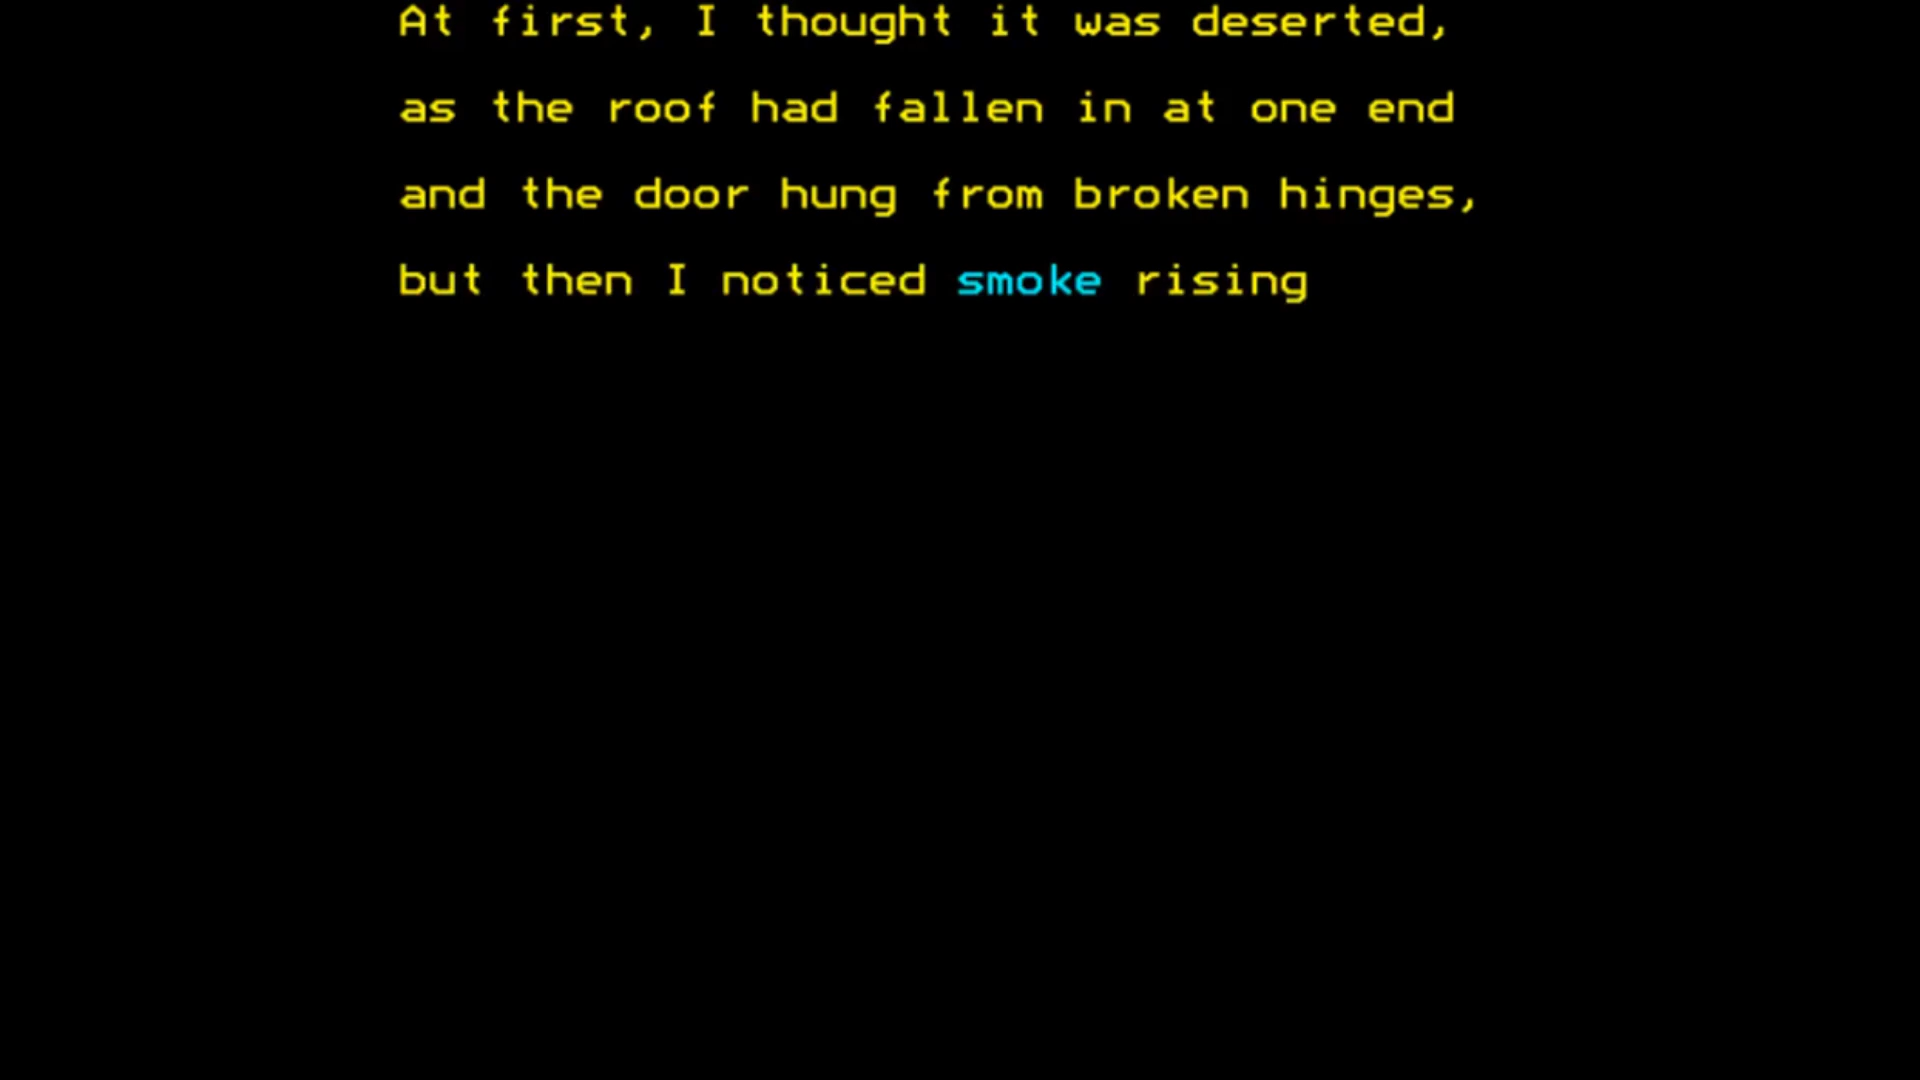 At first, I thought it was deserted,
as the roof had fallen in at one end
and the door hung from broken hinges,
but then I noticed smoke rising